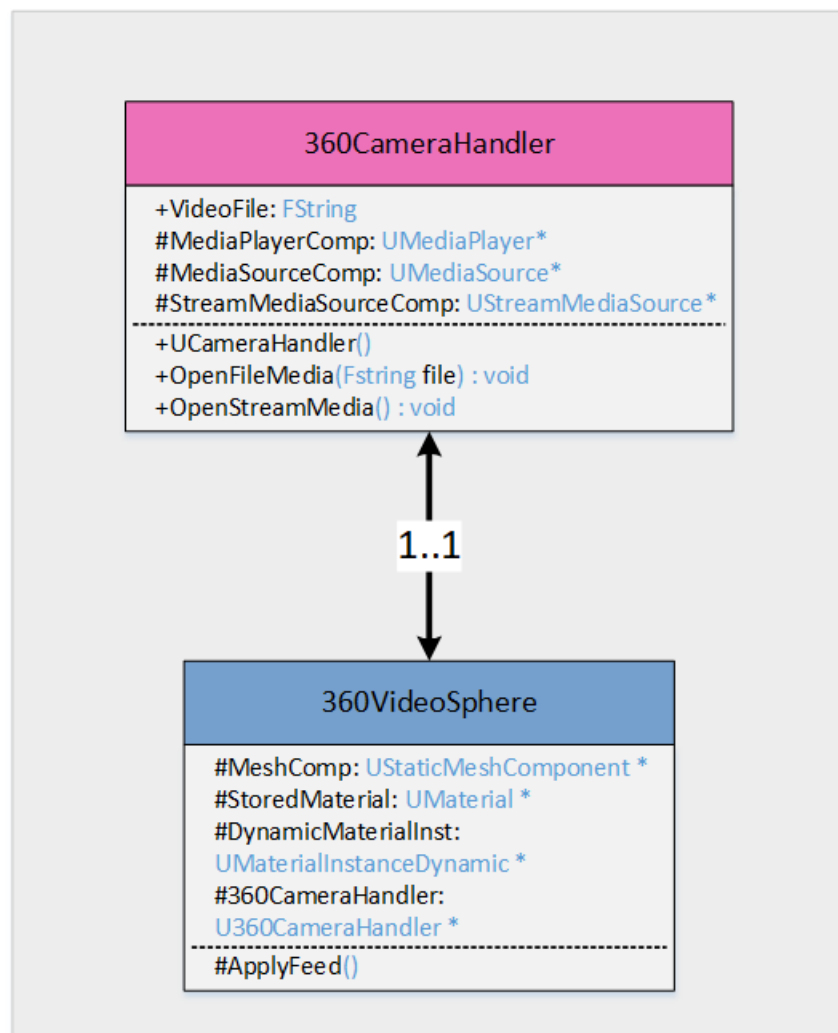 360CameraHandler
+VideoFile: FString
#MediaPlayerComp: UMediaPlayer*
#MediaSourceComp: UMediaSource*
#StreamMediaSourceComp: UStreamMediaSource*
+UCameraHandler()
+OpenFileMedia(Fstring file) : void
+OpenStreamMedia() : void
1..1
360VideoSphere
#MeshComp: UStaticMeshComponent *
#StoredMaterial: UMaterial *
#DynamicMaterialInst:
UMaterialInstanceDynamic *
#360CameraHandler:
U360CameraHandler *
#ApplyFeed()